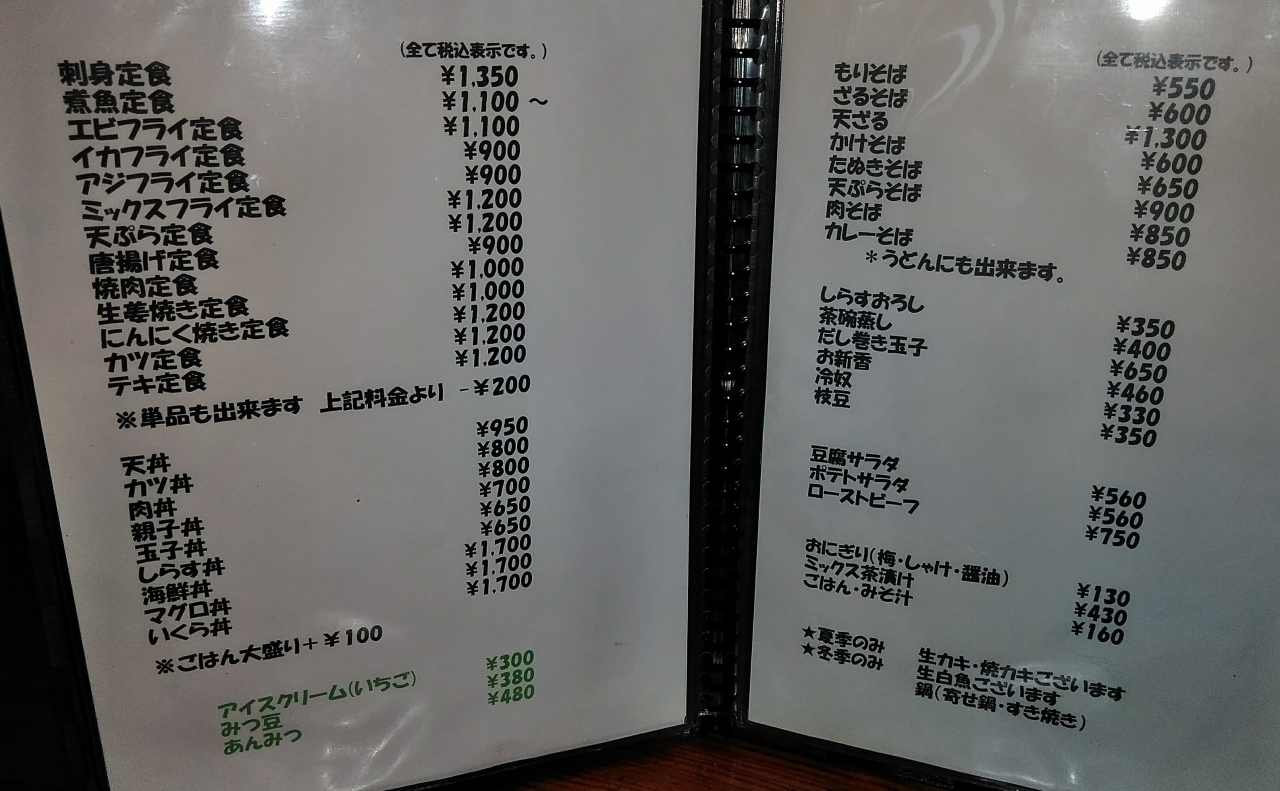 (全て税込表示です。)
刺身定食 ¥1,350
煮魚定食 ¥1,100 ～
エビフライ定食 ¥1,100
イカフライ定食 ¥900
アジフライ定食 ¥900
ミックスフライ定食 ¥1,200
天ぷら定食 ¥1,200
唐揚げ定食 ¥900
焼肉定食 ¥1,000
生姜焼き定食 ¥1,000
にんにく焼き定食 ¥1,200
カツ定食 ¥1,200
テキ定食 ¥1,200
※単品も出来ます 上記料金より -¥200
天丼 ¥950
カツ丼 ¥800
肉丼 ¥800
親子丼 ¥700
玉子丼 ¥650
しらす丼 ¥650
海鮮丼 ¥1,700
マグロ丼 ¥1,700
いくら丼 ¥1,700
※ごはん大盛り+¥100
アイスクリーム(いちご) ¥300
みつ豆 ¥380
あんみつ ¥480
(全て税込表示です。)
もりそば ¥550
ざるそば ¥600
天ざる ¥1,300
かけそば ¥600
たぬきそば ¥650
天ぷらそば ¥900
肉そば ¥850
カレーそば ¥850
*うどんにも出来ます。
しらすおろし ¥350
茶碗蒸し ¥400
だし巻き玉子 ¥650
お新香 ¥460
冷奴 ¥330
枝豆 ¥350
豆腐サラダ ¥560
ポテトサラダ ¥560
ローストビーフ ¥750
おにぎり(梅・しゃけ・醤油) ¥130
ミックス茶漬け ¥430
ごはん・みそ汁 ¥160
★夏季のみ 生カキ・焼カキございます
★冬季のみ 生白魚ございます
鍋(寄せ鍋・すき焼き)